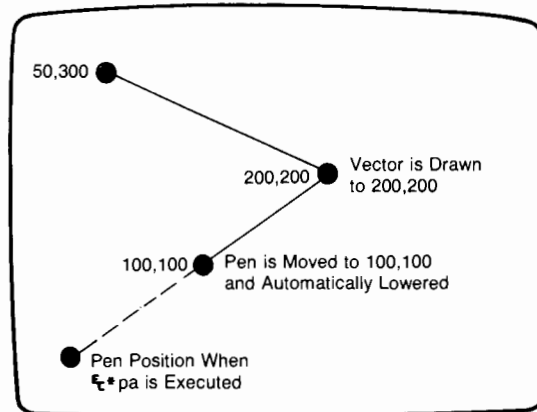 50,300
200,200
Vector is Drawn
to 200,200
100,100
Pen is Moved to 100,100
and Automatically Lowered
Pen Position When
␛* pa is Executed